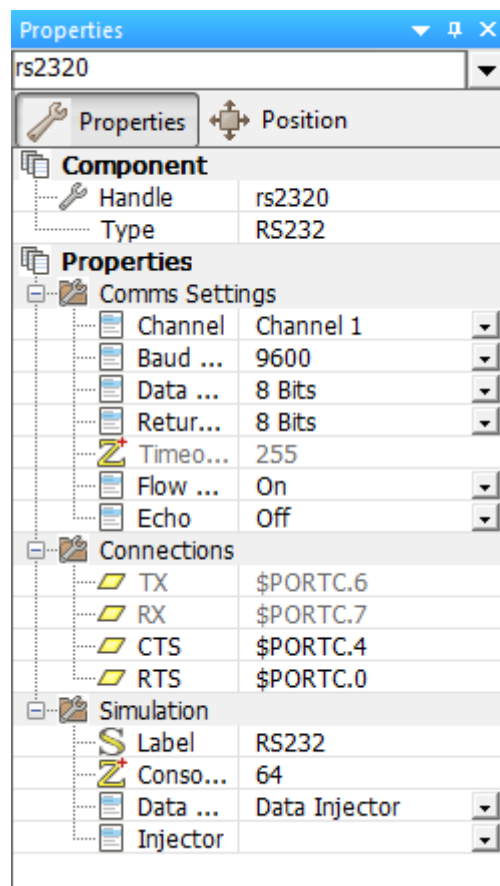 Properties
rs2320
Properties Position
Component
Handle rs2320
Type RS232
Properties
Comms Settings
Channel Channel 1
Baud ... 9600
Data ... 8 Bits
Retur... 8 Bits
Timeo... 255
Flow ... On
Echo Off
Connections
TX $PORTC.6
RX $PORTC.7
CTS $PORTC.4
RTS $PORTC.0
Simulation
Label RS232
Conso... 64
Data ... Data Injector
Injector